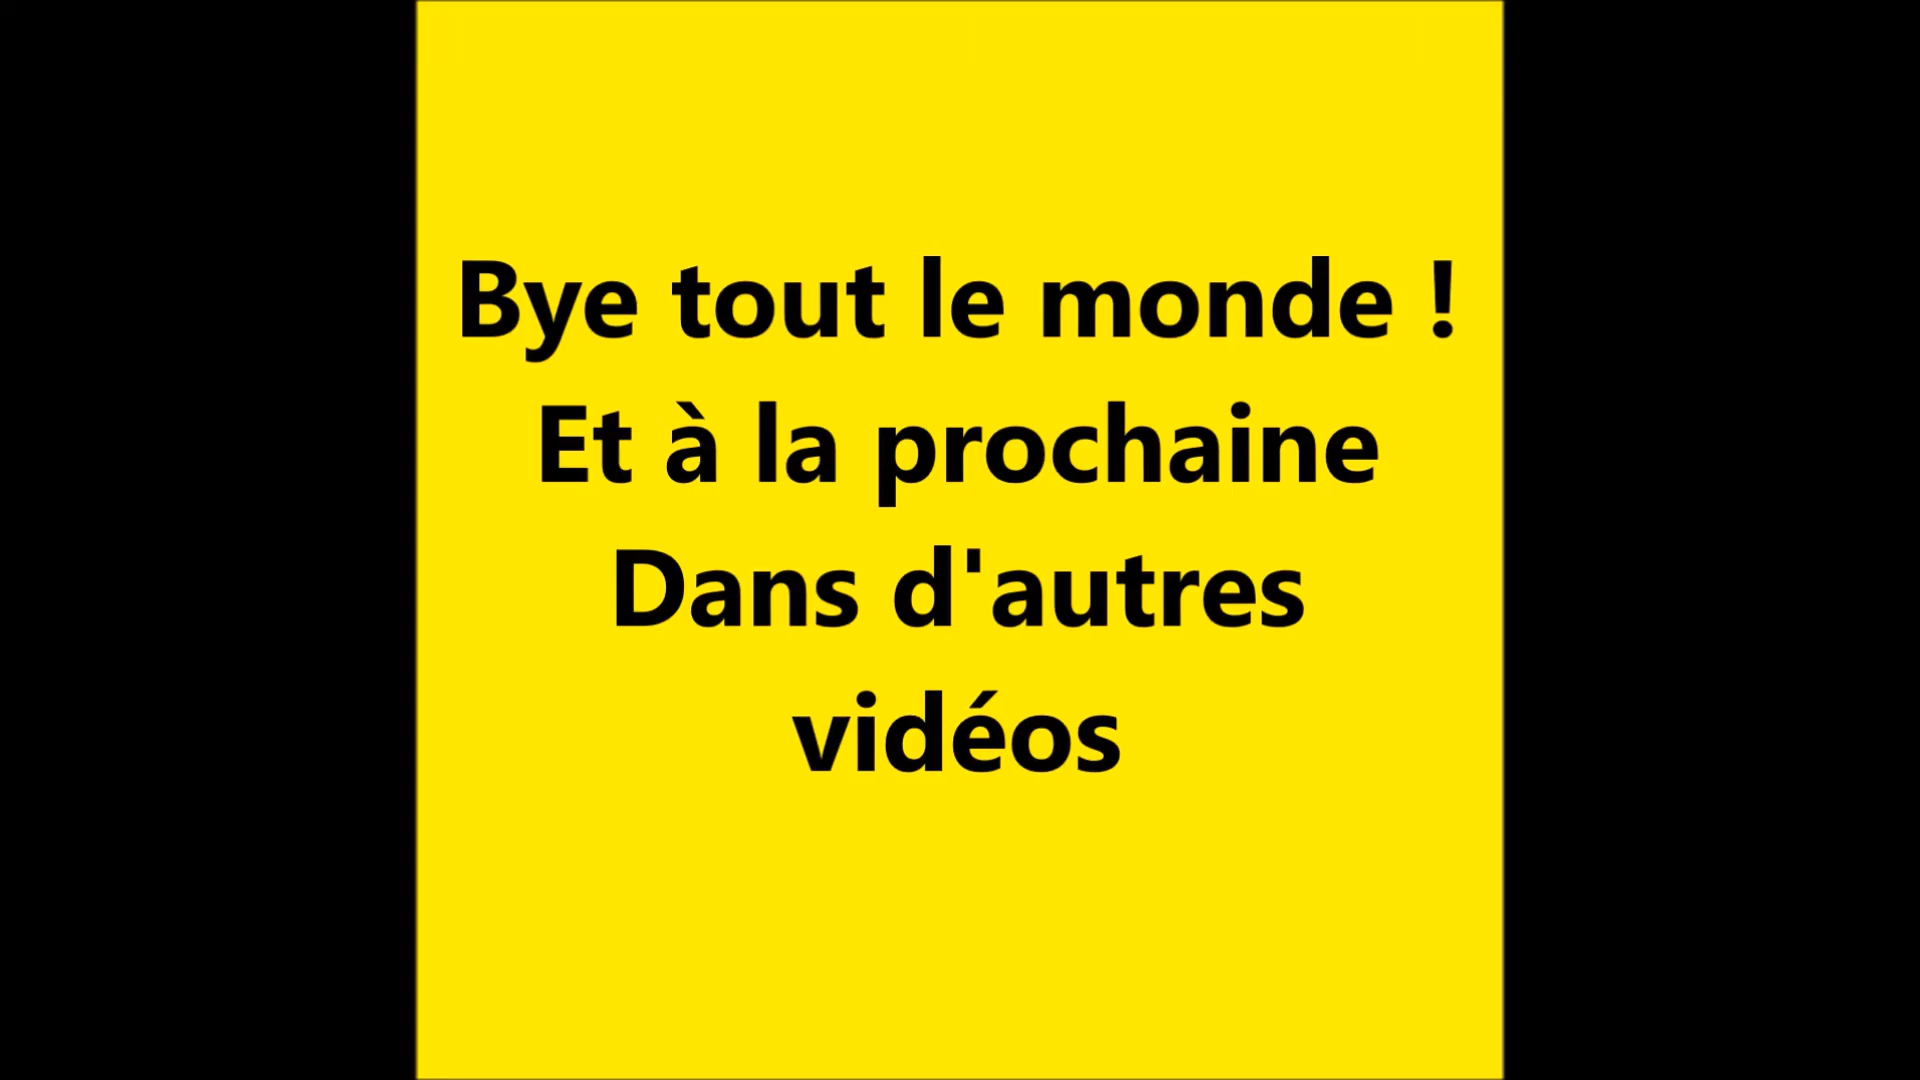 Bye tout le monde !
Et à la prochaine
Dans d'autres
vidéos